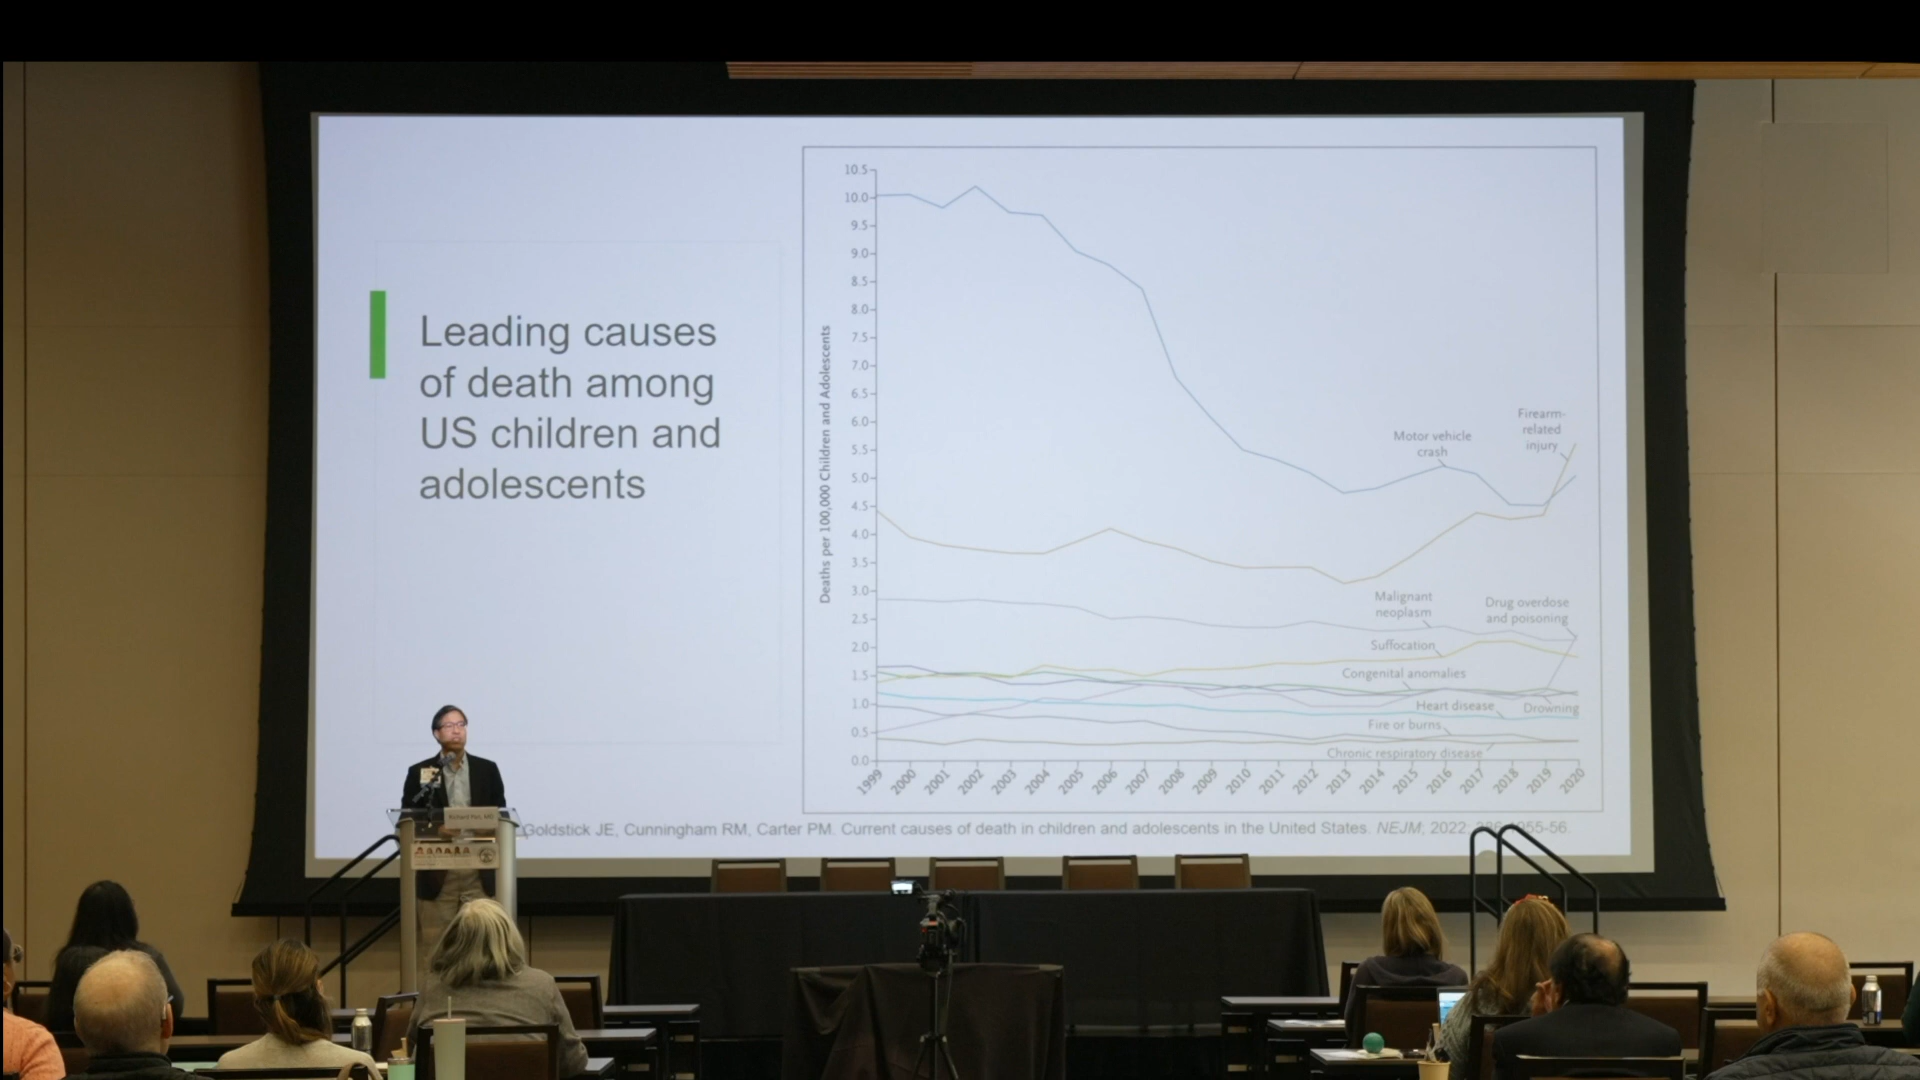 Leading causes
of death among
US children and
adolescents
Deaths per 100,000 Children and Adolescents
10.5
10.0
9.5
9.0
8.5
8.0
7.5
7.0
6.5
6.0
5.5
5.0
4.5
4.0
3.5
3.0
2.5
2.0
1.5
1.0
0.5
0.0
Motor vehicle
crash
Firearm-
related
injury
Malignant
neoplasm
Drug overdose
and poisoning
Suffocation
Congenital anomalies
Heart disease
Drowning
Fire or burns
Chronic respiratory disease
1999 2000 2001 2002 2003 2004 2005 2006 2007 2008 2009 2010 2011 2012 2013 2014 2015 2016 2017 2018 2019 2020
Goldstick JE, Cunningham RM, Carter PM. Current causes of death in children and adolescents in the United States. NEJM, 2022; 1955-56.
Richard Pan, MD